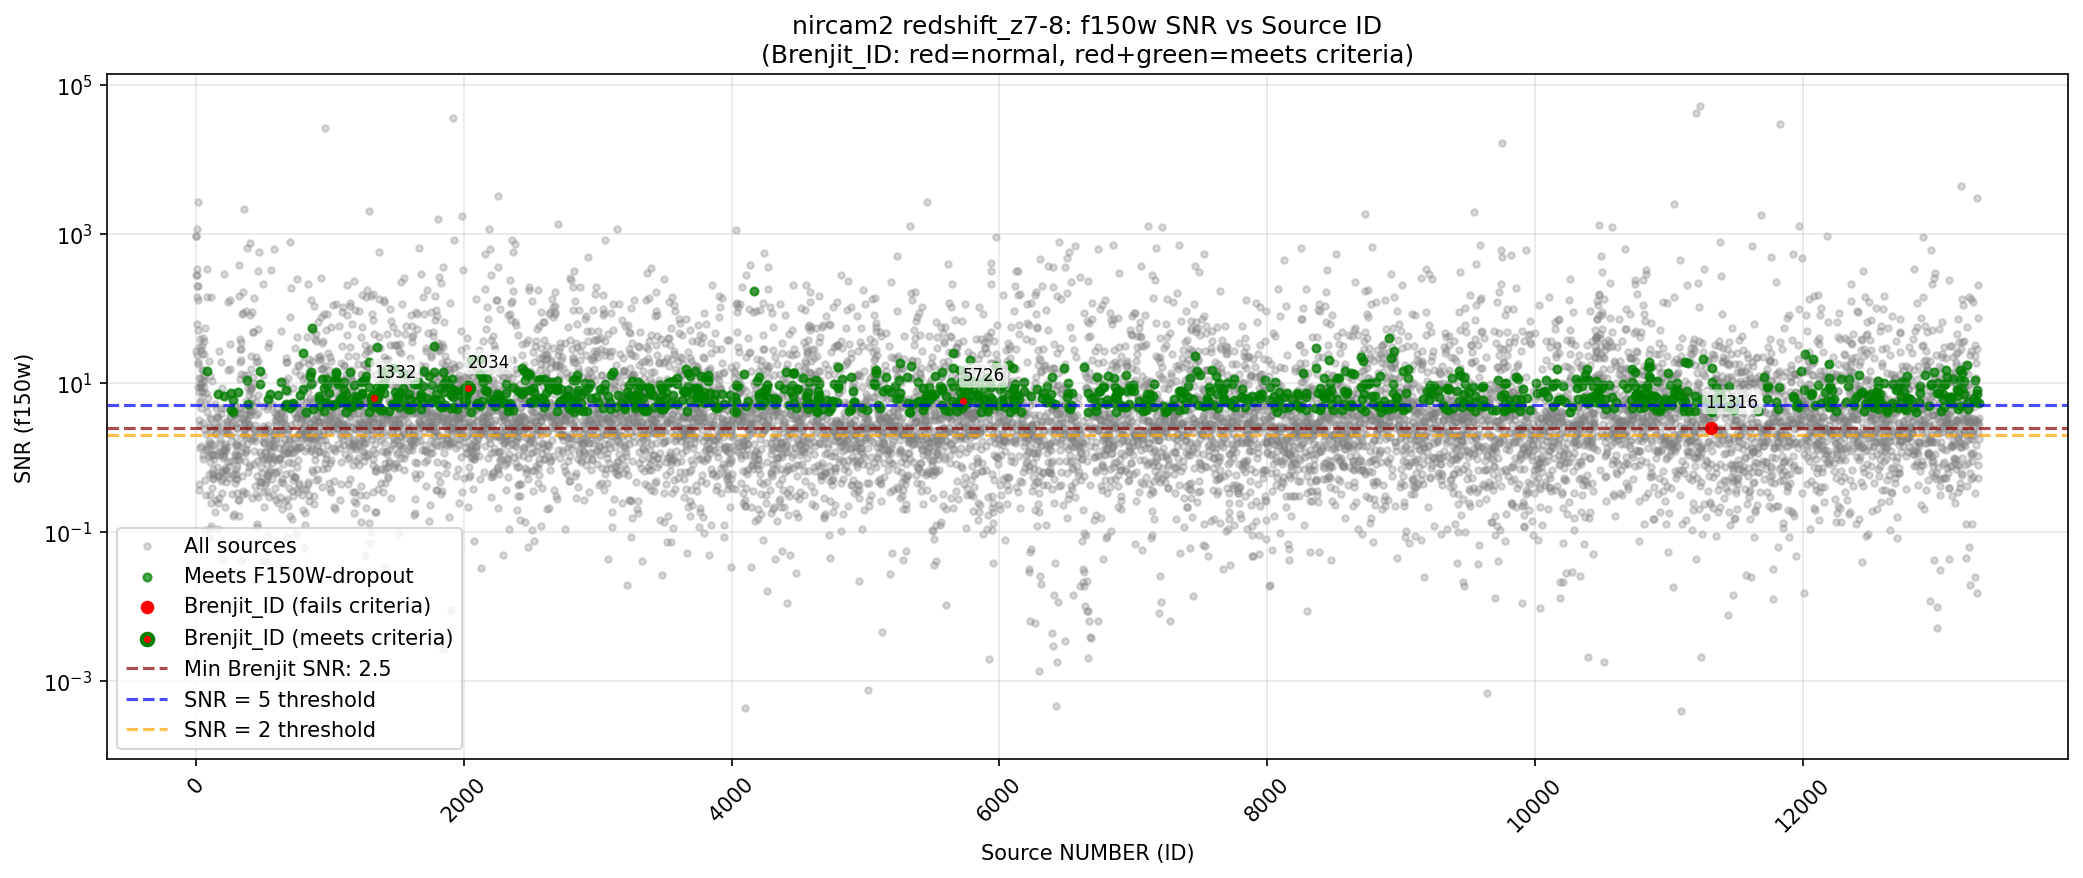 nircam2 redshift_z7-8: f150w SNR vs Source ID
(Brenjit_ID: red=normal, red+green=meets criteria)
SNR (f150w)
10^5
10^3
10^1
10^-1
10^-3
1332
2034
5726
11316
All sources
Meets F150W-dropout
Brenjit_ID (fails criteria)
Brenjit_ID (meets criteria)
Min Brenjit SNR: 2.5
SNR = 5 threshold
SNR = 2 threshold
0
2000
4000
6000
8000
10000
12000
Source NUMBER (ID)